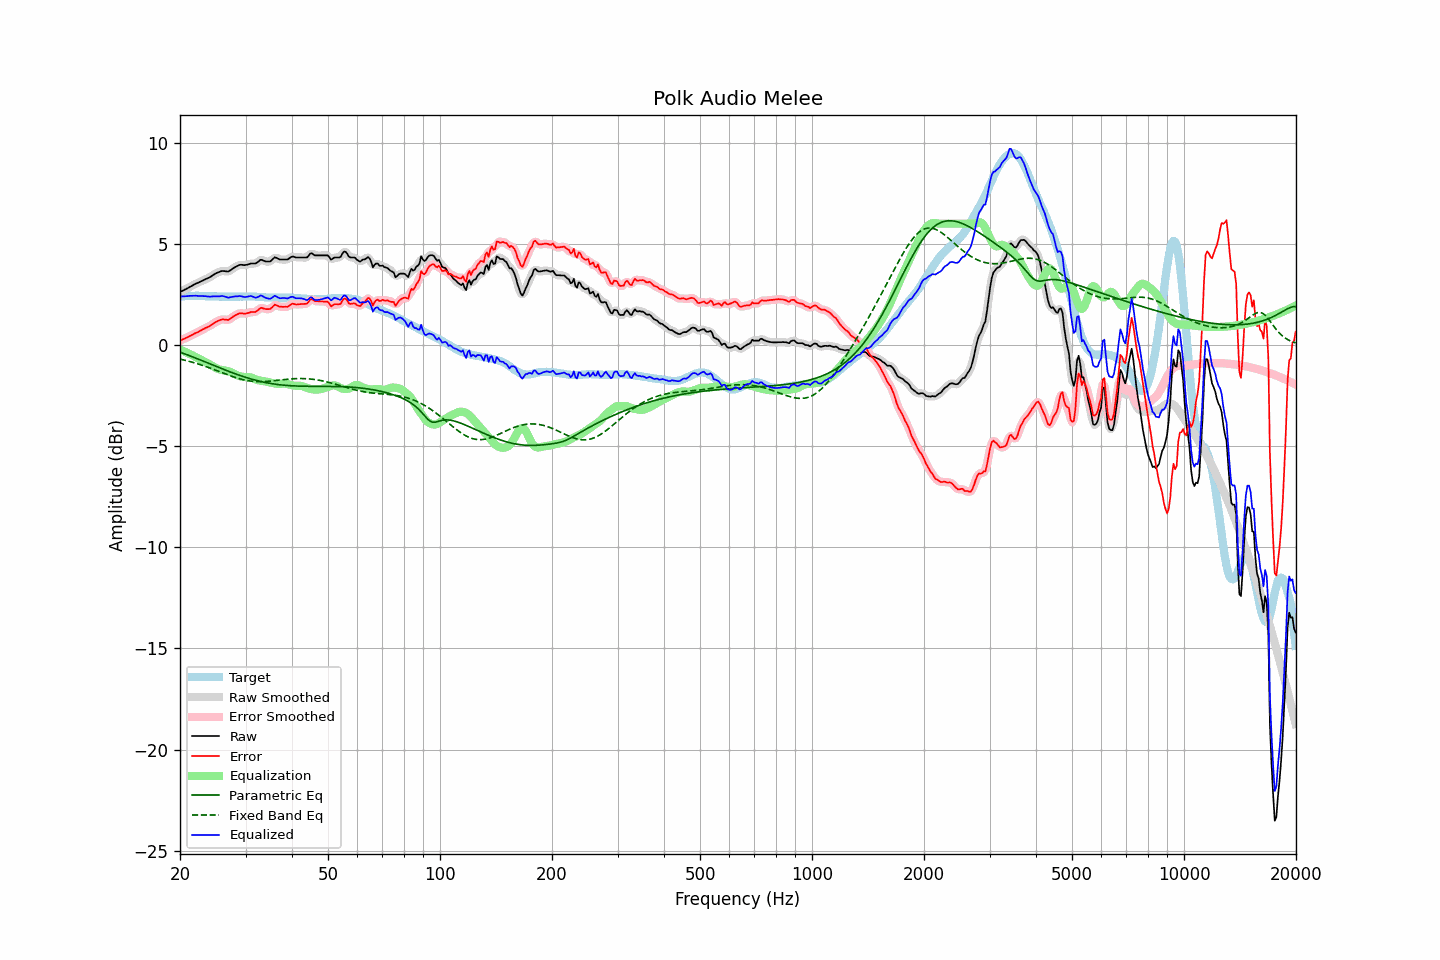 Polk Audio Melee
10
5
0
−5
−10
−15
−20
−25
Amplitude (dBr)
Target
Raw Smoothed
Error Smoothed
Raw
Error
Equalization
Parametric Eq
Fixed Band Eq
Equalized
20 50 100 200 500 1000 2000 5000 10000 20000
Frequency (Hz)